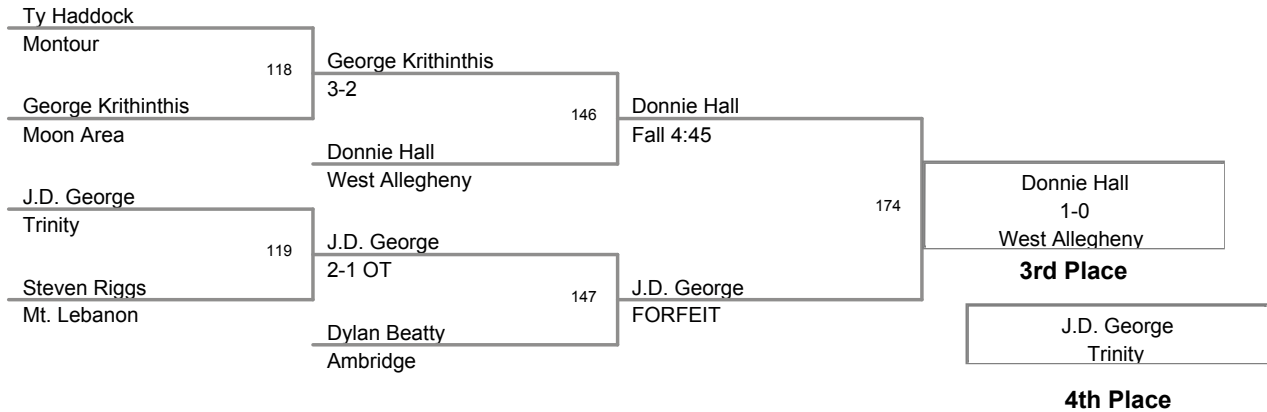 Ty Haddock
Montour
118
George Krithinthis
3-2
George Krithinthis
Moon Area
146
Donnie Hall
Fall 4:45
Donnie Hall
West Allegheny
J.D. George
Trinity
119
J.D. George
2-1 OT
Steven Riggs
Mt. Lebanon
147
J.D. George
FORFEIT
Dylan Beatty
Ambridge
174
Donnie Hall
1-0
West Allegheny
3rd Place
J.D. George
Trinity
4th Place